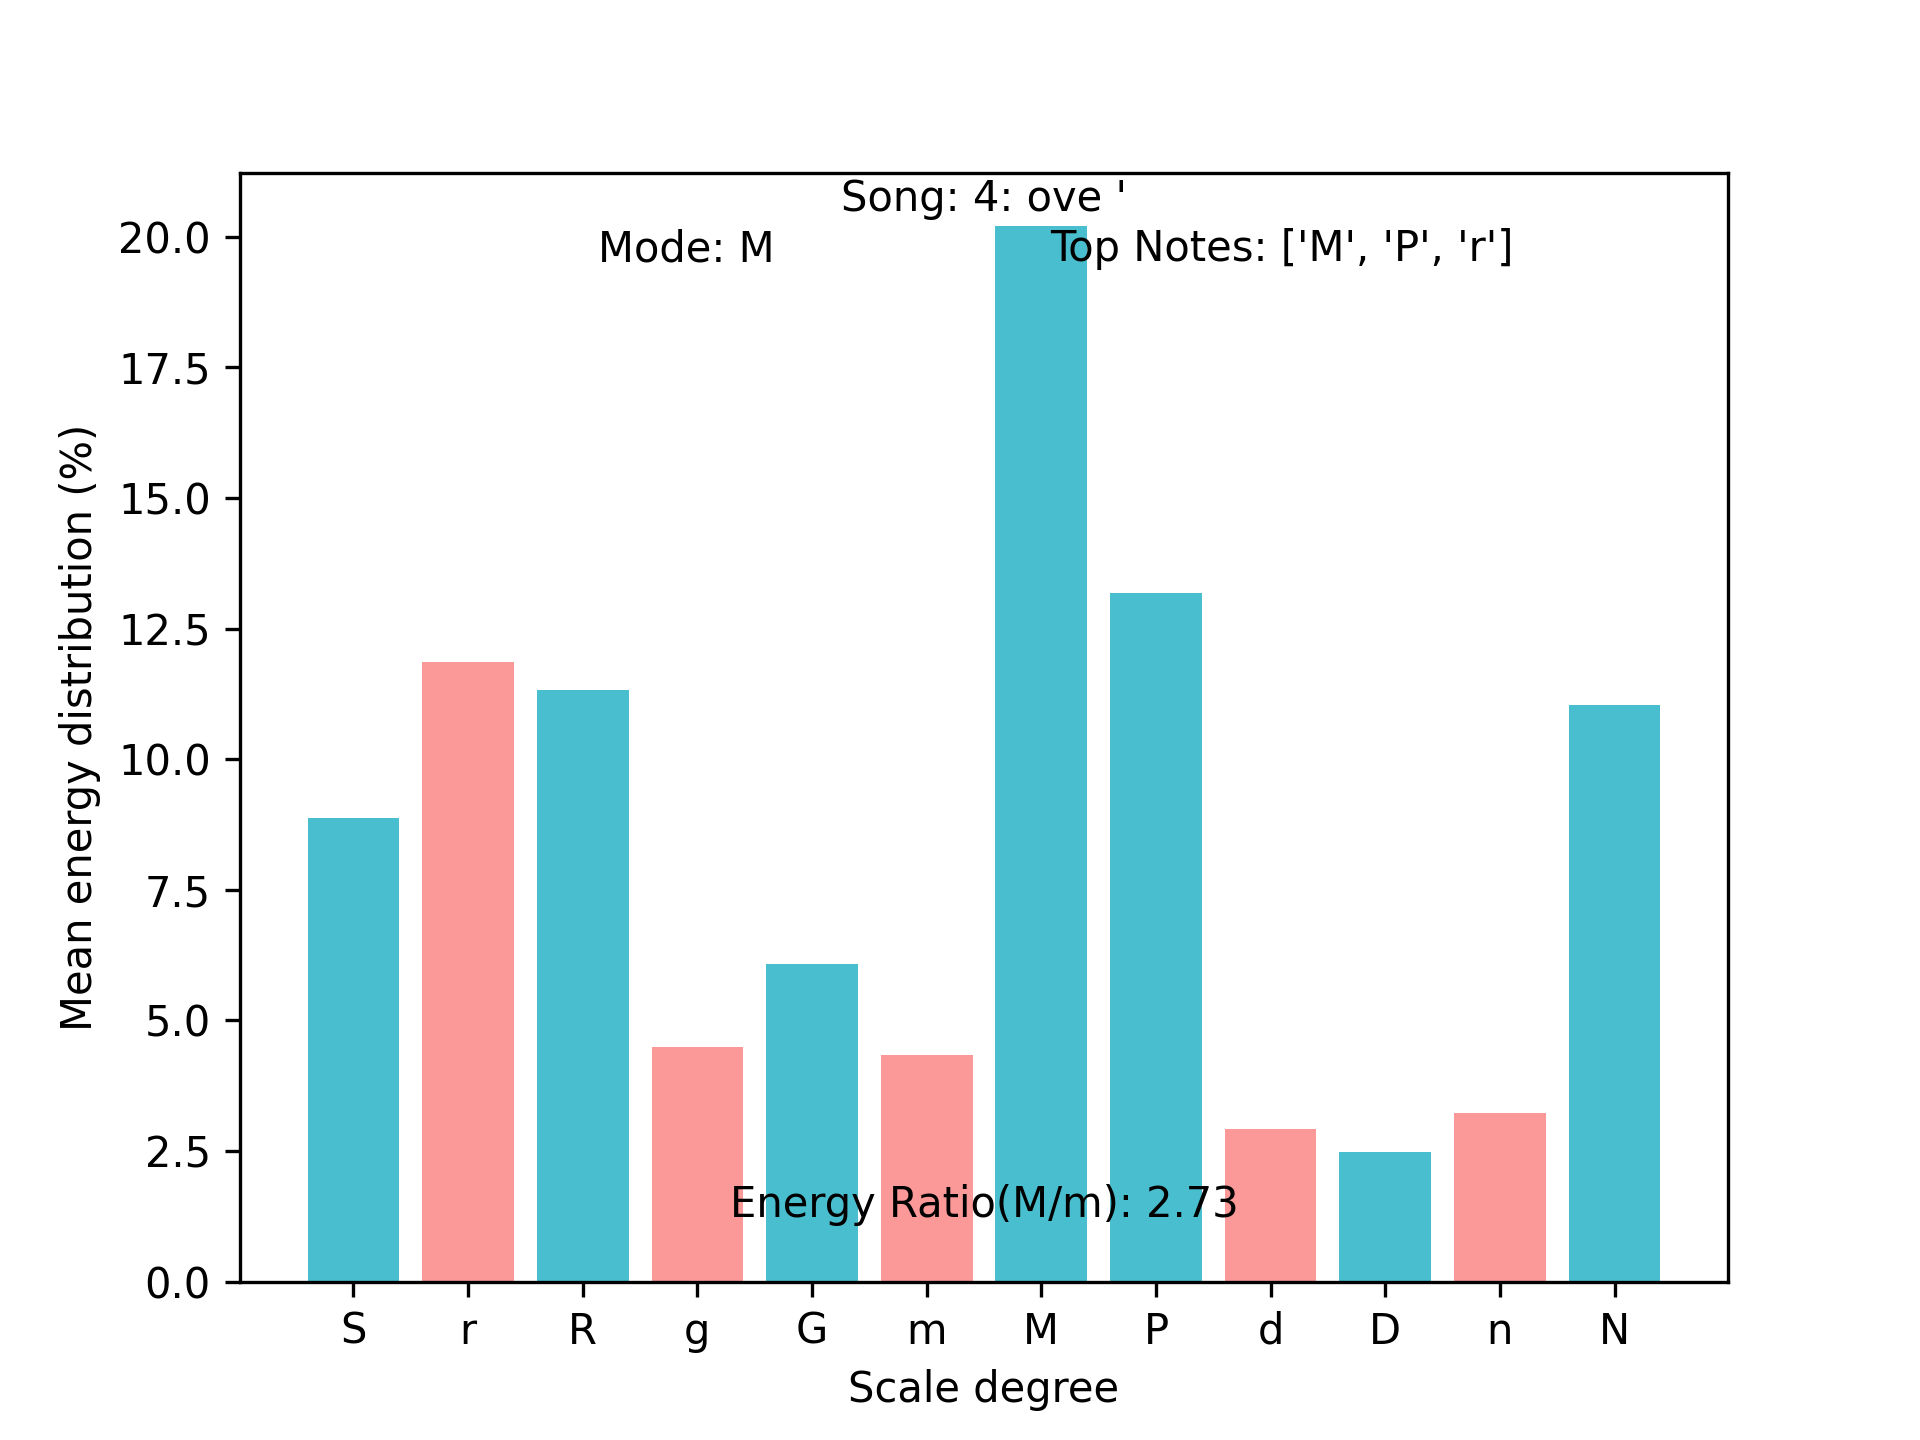 Song: 4: ove '
Mode: M
Top Notes: ['M', 'P', 'r']
20.0
17.5
15.0
12.5
10.0
7.5
5.0
2.5
0.0
Mean energy distribution (%)
Energy Ratio(M/m): 2.73
S r R g G m M P d D n N
Scale degree